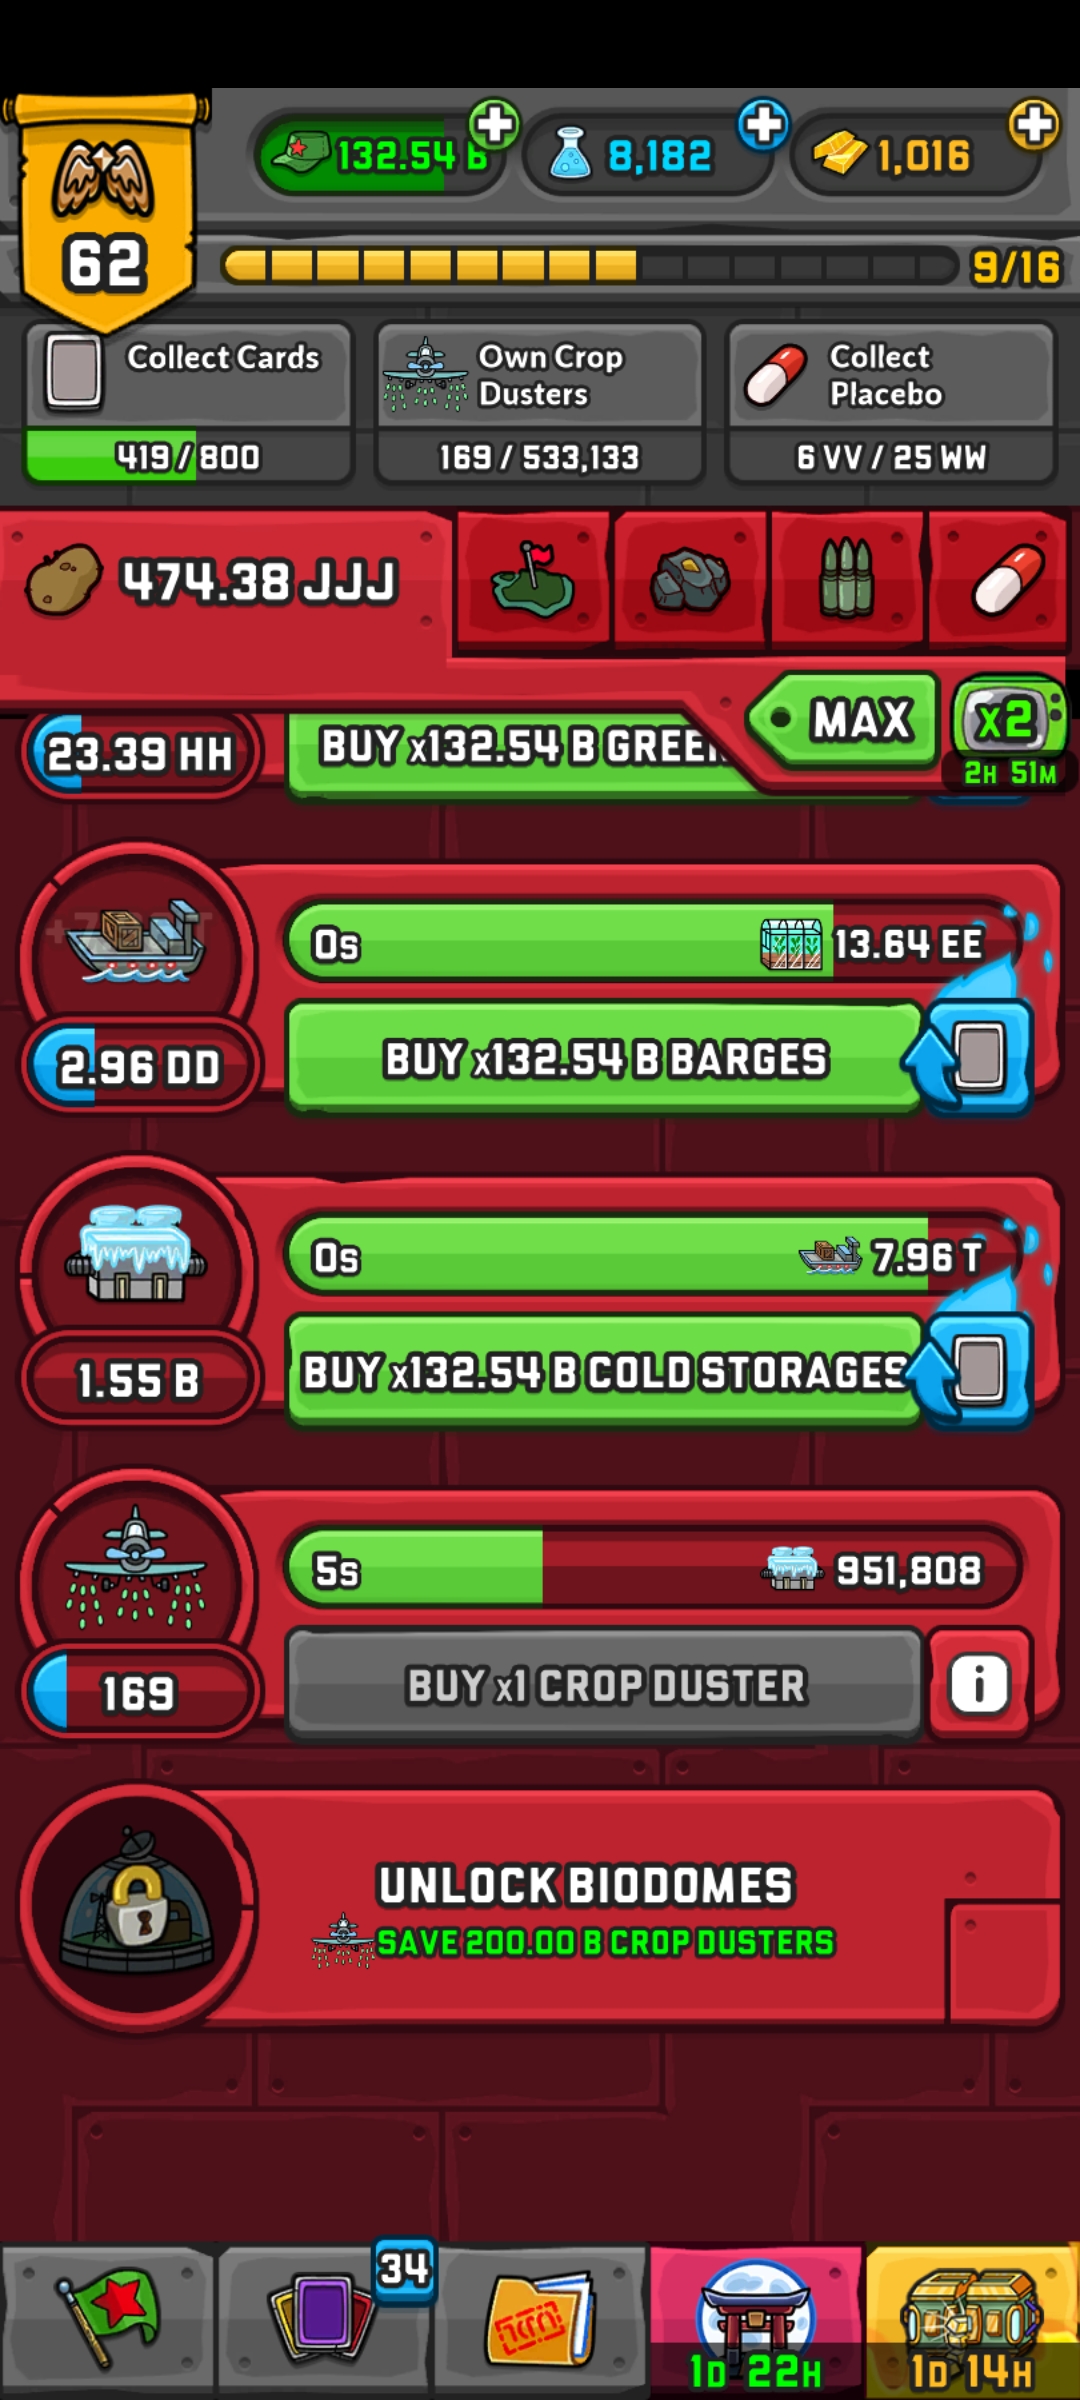 132.54 B
8,182
1,016
62
9/16
Collect Cards
419 / 800
Own Crop
Dusters
169 / 533,133
Collect
Placebo
6 VV / 25 WW
474.38 JJJ
MAX
x2
2H 51M
23.39 HH
BUY x132.54 B GREE
0s
13.64 EE
2.96 DD
BUY x132.54 B BARGES
0s
7.96 T
1.55 B
BUY x132.54 B COLD STORAGES
5s
951,808
169
BUY x1 CROP DUSTER
i
UNLOCK BIODOMES
SAVE 200.00 B CROP DUSTERS
34
1D 22H
1D 14H